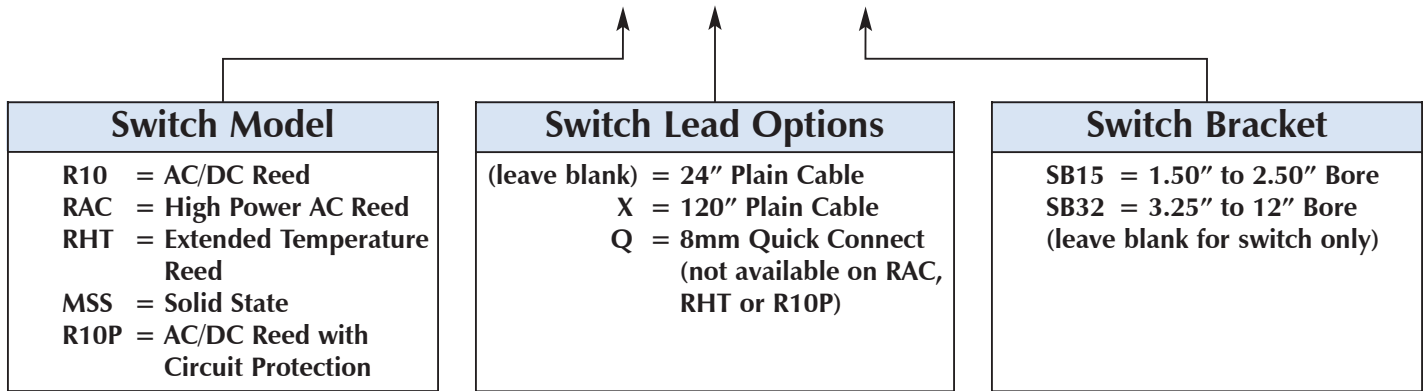 Switch Model
R10 = AC/DC Reed
RAC = High Power AC Reed
RHT = Extended Temperature
Reed
MSS = Solid State
R10P = AC/DC Reed with
Circuit Protection
Switch Lead Options
(leave blank) = 24″ Plain Cable
X = 120″ Plain Cable
Q = 8mm Quick Connect
(not available on RAC,
RHT or R10P)
Switch Bracket
SB15 = 1.50″ to 2.50″ Bore
SB32 = 3.25″ to 12″ Bore
(leave blank for switch only)